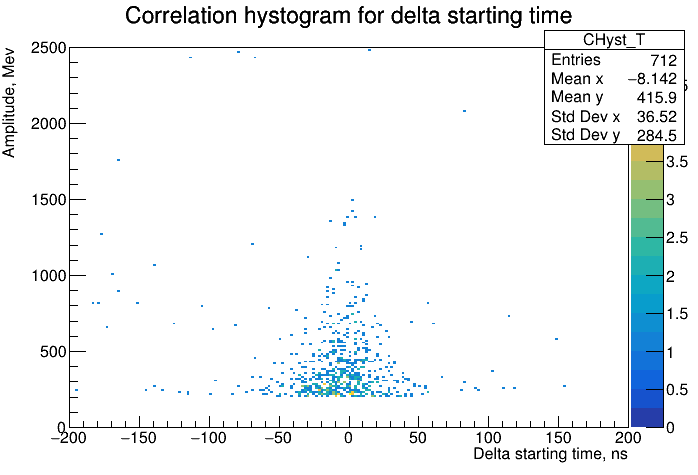 Correlation hystogram for delta starting time
CHyst_T
Entries 712
Mean x −8.142
Mean y 415.9
Std Dev x 36.52
Std Dev y 284.5
Amplitude, Mev
2500
2000
1500
1000
500
0
−200 −150 −100 −50 0 50 100 150 200
Delta starting time, ns
3.5
3
2.5
2
1.5
1
0.5
0